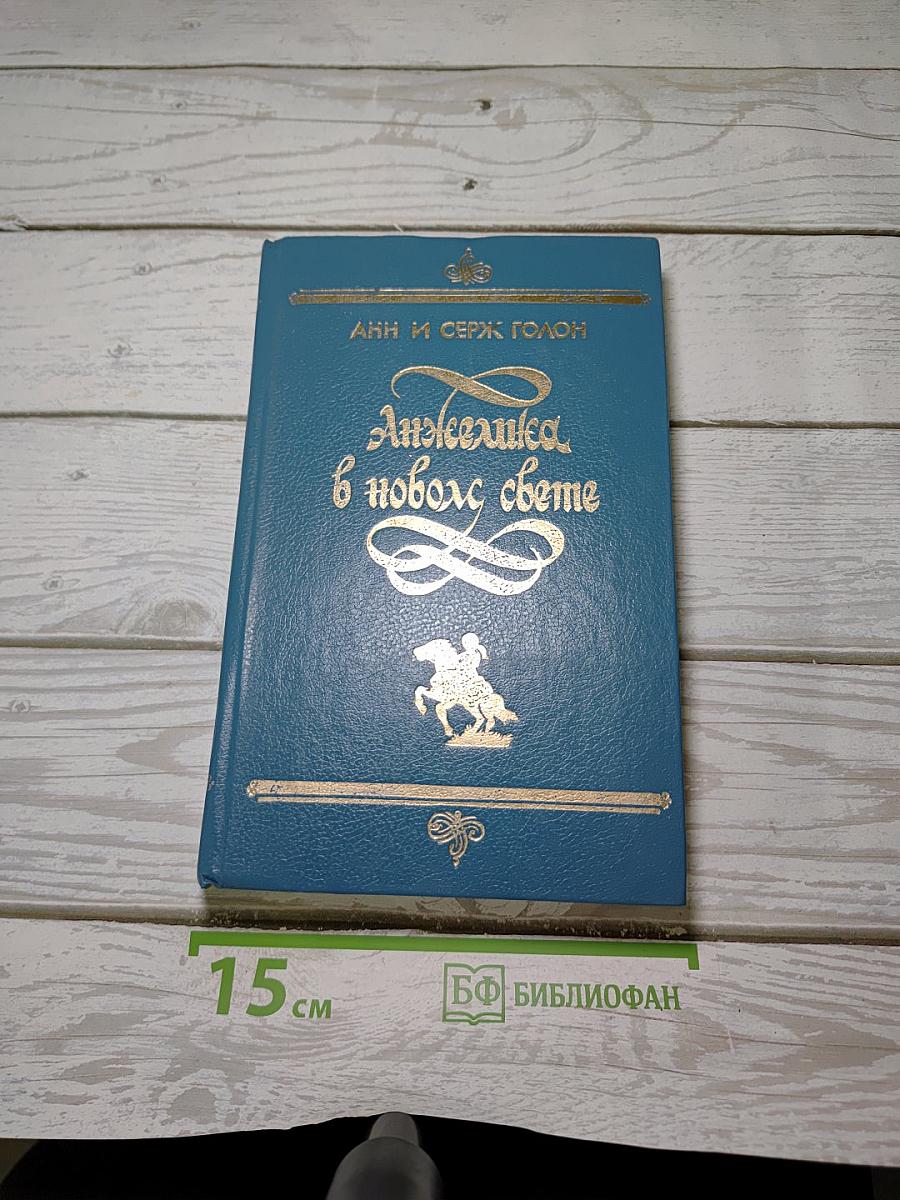 АНН И СЕРЖ ГОЛОН
Анжелика
в новом свете
15 см
БФ БИБЛИОФАН